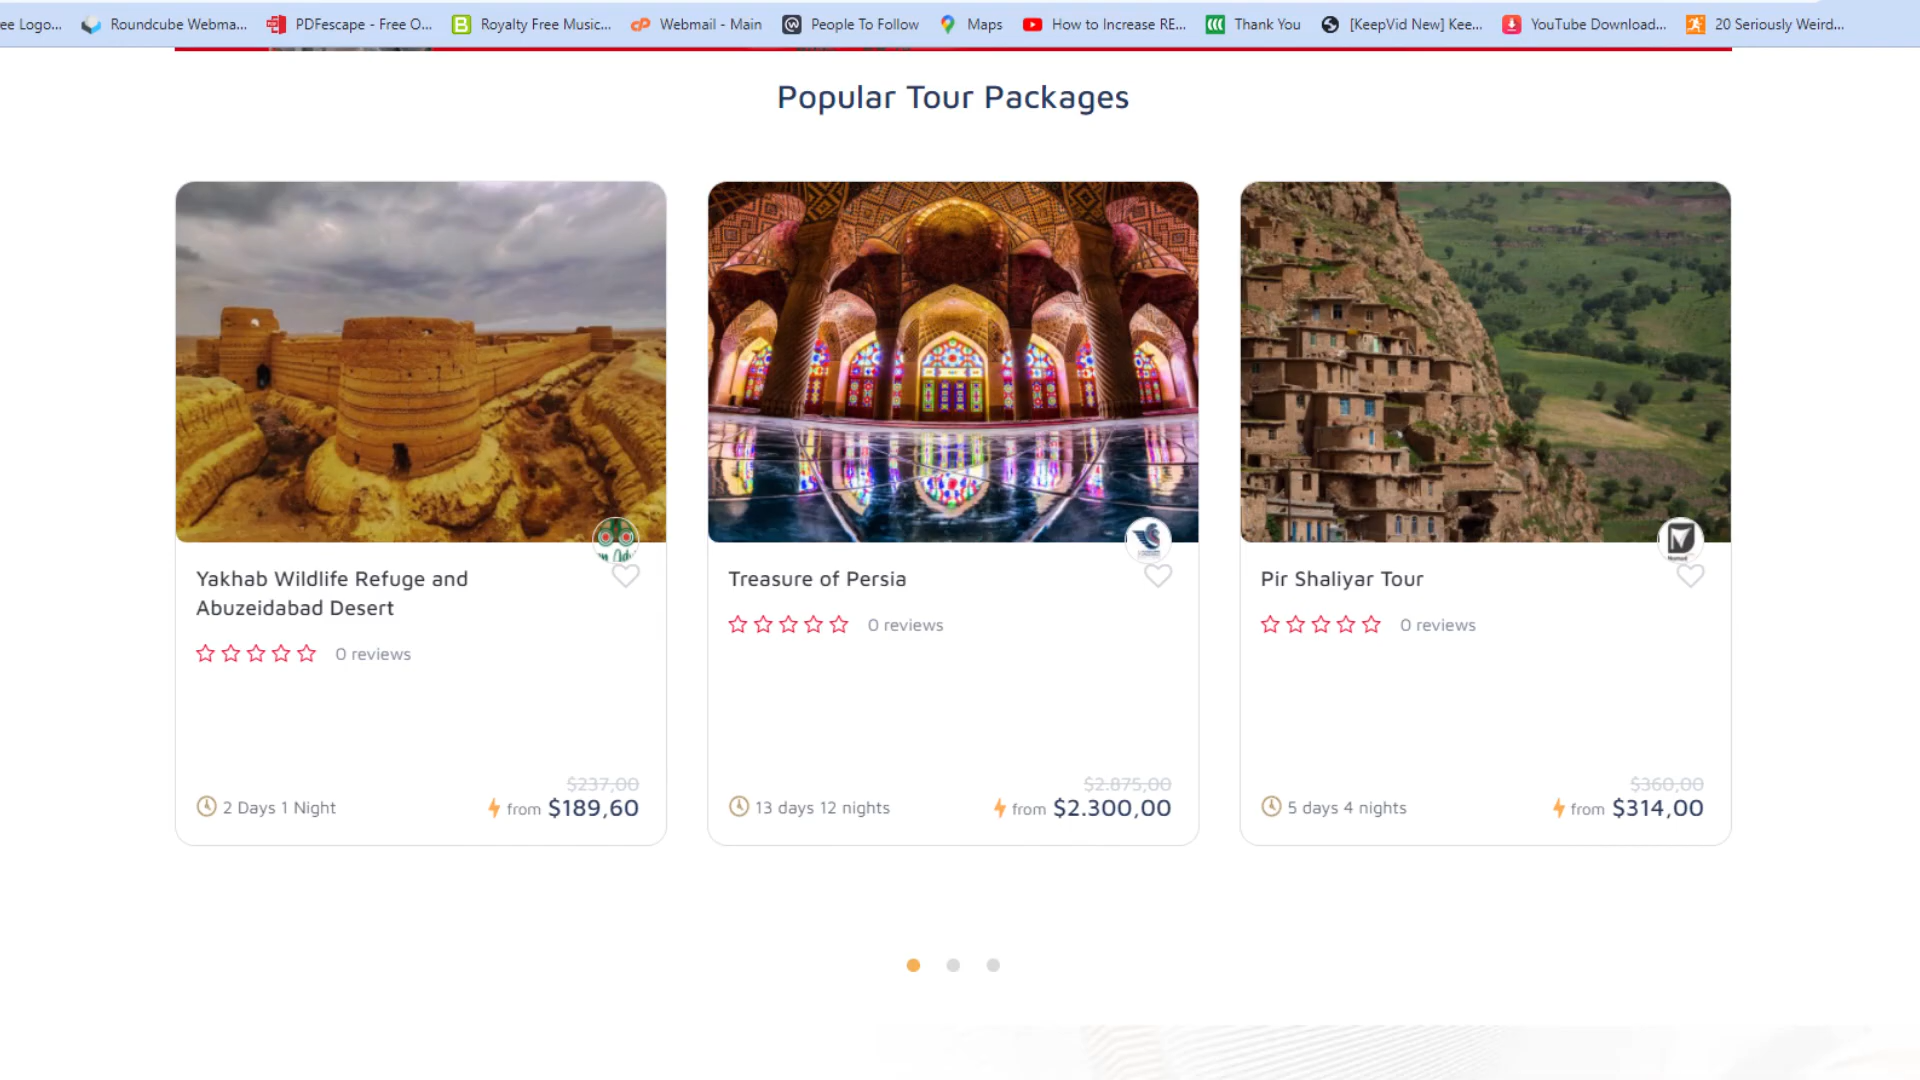 ee Logo...
Roundcube Webma...
PDFescape - Free O...
Royalty Free Music...
Webmail - Main
People To Follow
Maps
How to Increase RE...
Thank You
[KeepVid New] Kee...
YouTube Download...
20 Seriously Weird...
Popular Tour Packages
Yakhab Wildlife Refuge and
Abuzeidabad Desert
0 reviews
$237,00
2 Days 1 Night
from $189,60
Treasure of Persia
0 reviews
$2.875,00
13 days 12 nights
from $2.300,00
Pir Shaliyar Tour
0 reviews
$360,00
5 days 4 nights
from $314,00